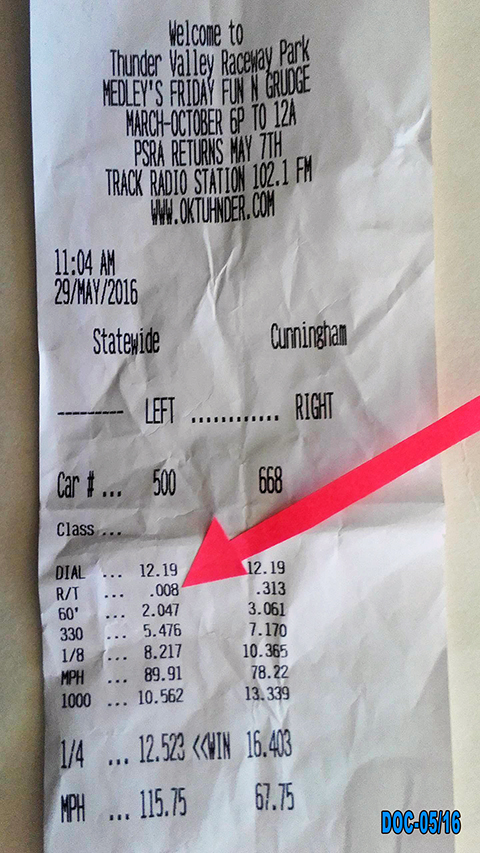 Welcome to
Thunder Valley Raceway Park
MEDLEY'S FRIDAY FUN N GRUDGE
MARCH-OCTOBER 6P TO 12A
PSRA RETURNS MAY 7TH
TRACK RADIO STATION 102.1 FM
WWW.OKTUHNDER.COM
11:04 AM
29/MAY/2016
Statewide Cunningham
--------- LEFT ............ RIGHT
Car # ... 500 668
Class ...
DIAL ... 12.19 12.19
R/T ... .008 .313
60' ... 2.047 3.061
330 ... 5.476 7.170
1/8 ... 8.217 10.365
MPH ... 89.91 78.22
1000 ... 10.562 13.339
1/4 ... 12.523 <<WIN 16.403
MPH ... 115.75 67.75
DOC-05/16